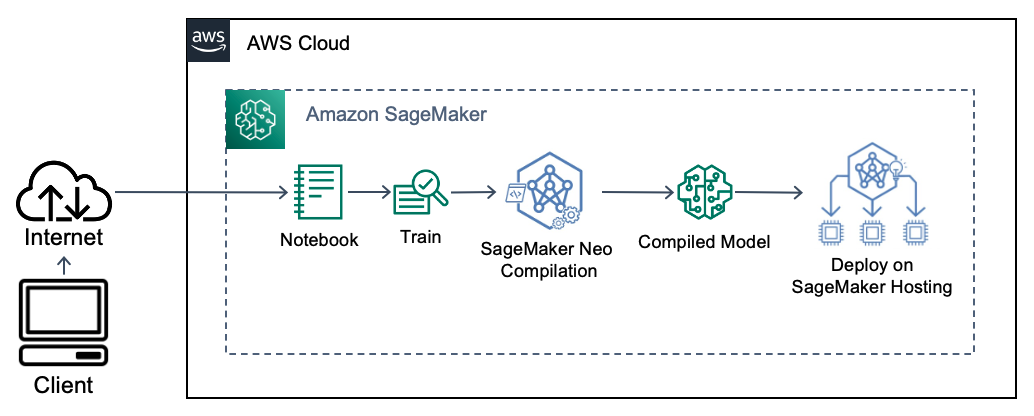 aws
AWS Cloud
Amazon SageMaker
Internet
Client
Notebook
Train
</>
SageMaker Neo
Compilation
Compiled Model
Deploy on
SageMaker Hosting